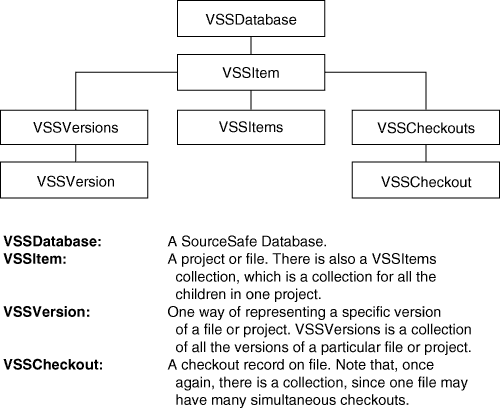 VSSDatabase
VSSItem
VSSVersions
VSSItems
VSSCheckouts
VSSVersion
VSSCheckout
VSSDatabase: A SourceSafe Database.
VSSItem: A project or file. There is also a VSSItems
collection, which is a collection for all the
children in one project.
VSSVersion: One way of representing a specific version
of a file or project. VSSVersions is a collection
of all the versions of a particular file or project.
VSSCheckout: A checkout record on file. Note that, once
again, there is a collection, since one file may
have many simultaneous checkouts.